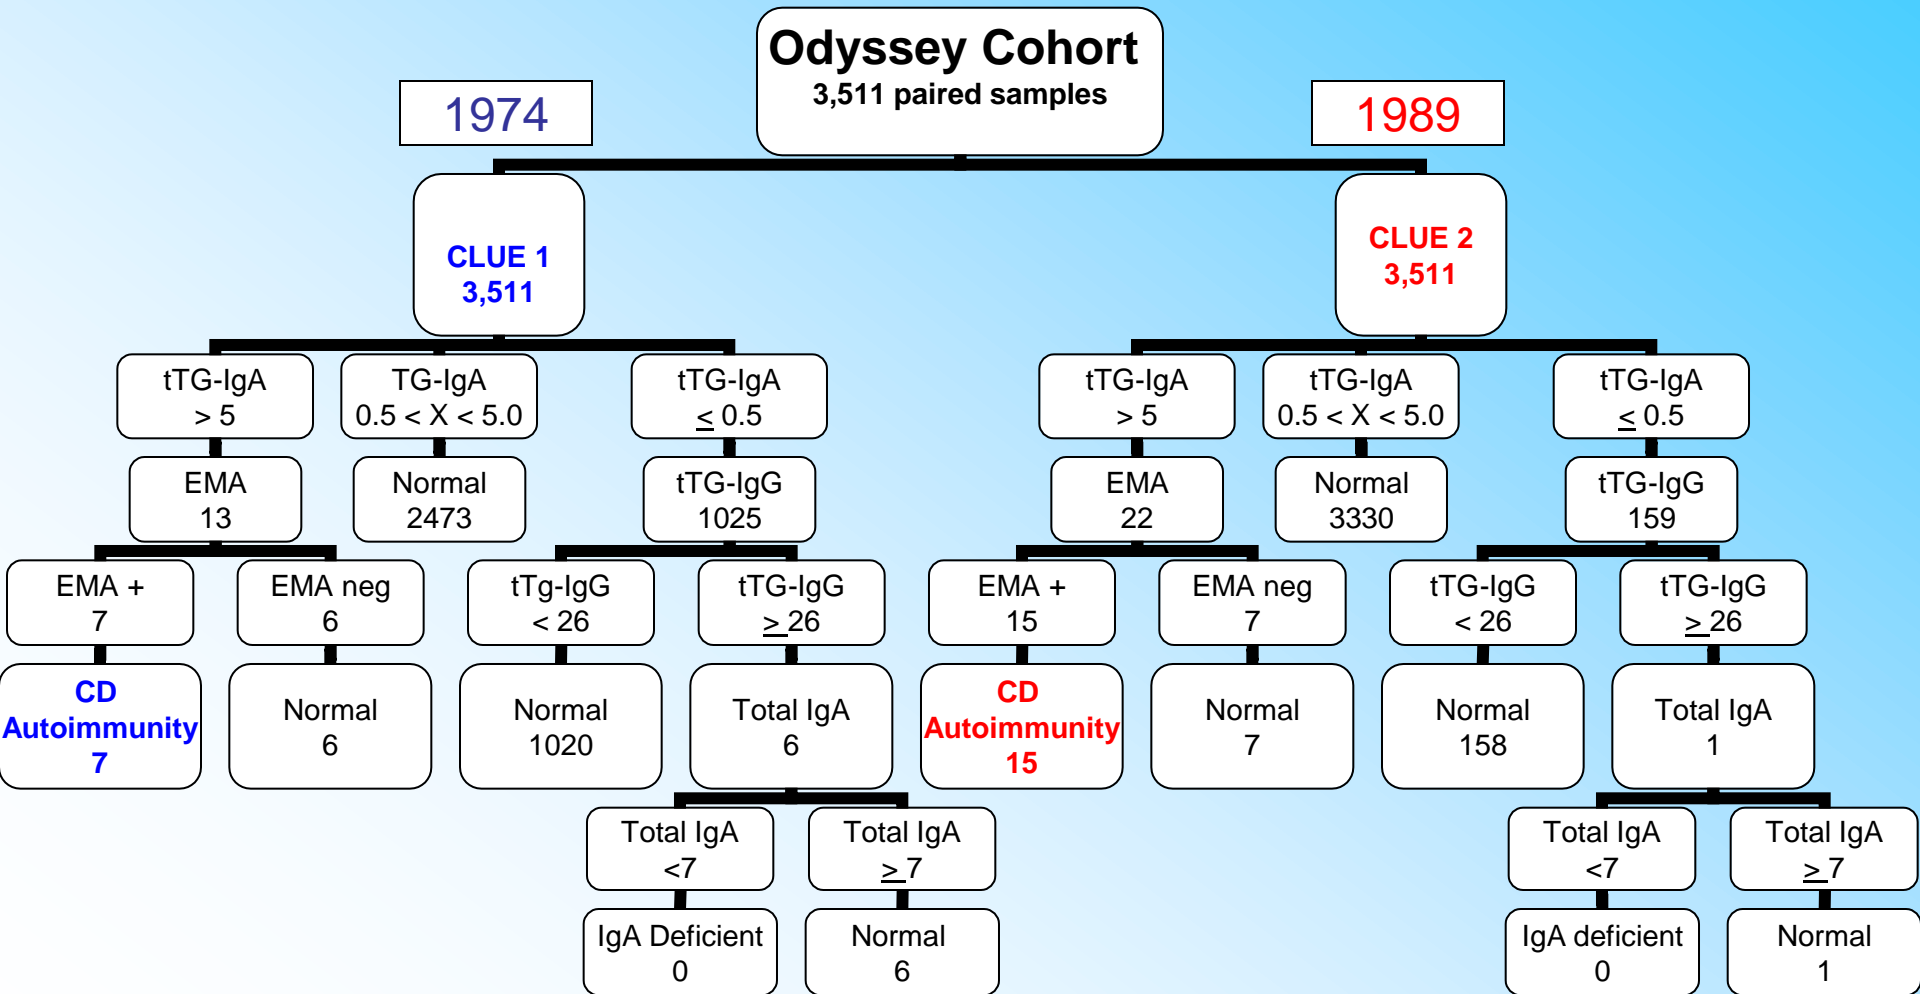 Odyssey Cohort
3,511 paired samples
1974
1989
CLUE 1
3,511
CLUE 2
3,511
tTG-IgA
> 5
TG-IgA
0.5 < X < 5.0
tTG-IgA
≤ 0.5
tTG-IgA
> 5
tTG-IgA
0.5 < X < 5.0
tTG-IgA
≤ 0.5
EMA
13
Normal
2473
tTG-IgG
1025
EMA
22
Normal
3330
tTG-IgG
159
EMA +
7
EMA neg
6
tTg-IgG
< 26
tTG-IgG
≥ 26
EMA +
15
EMA neg
7
tTG-IgG
< 26
tTG-IgG
≥ 26
CD
Autoimmunity
7
Normal
6
Normal
1020
Total IgA
6
CD
Autoimmunity
15
Normal
7
Normal
158
Total IgA
1
Total IgA
<7
Total IgA
≥ 7
Total IgA
<7
Total IgA
≥ 7
IgA Deficient
0
Normal
6
IgA deficient
0
Normal
1